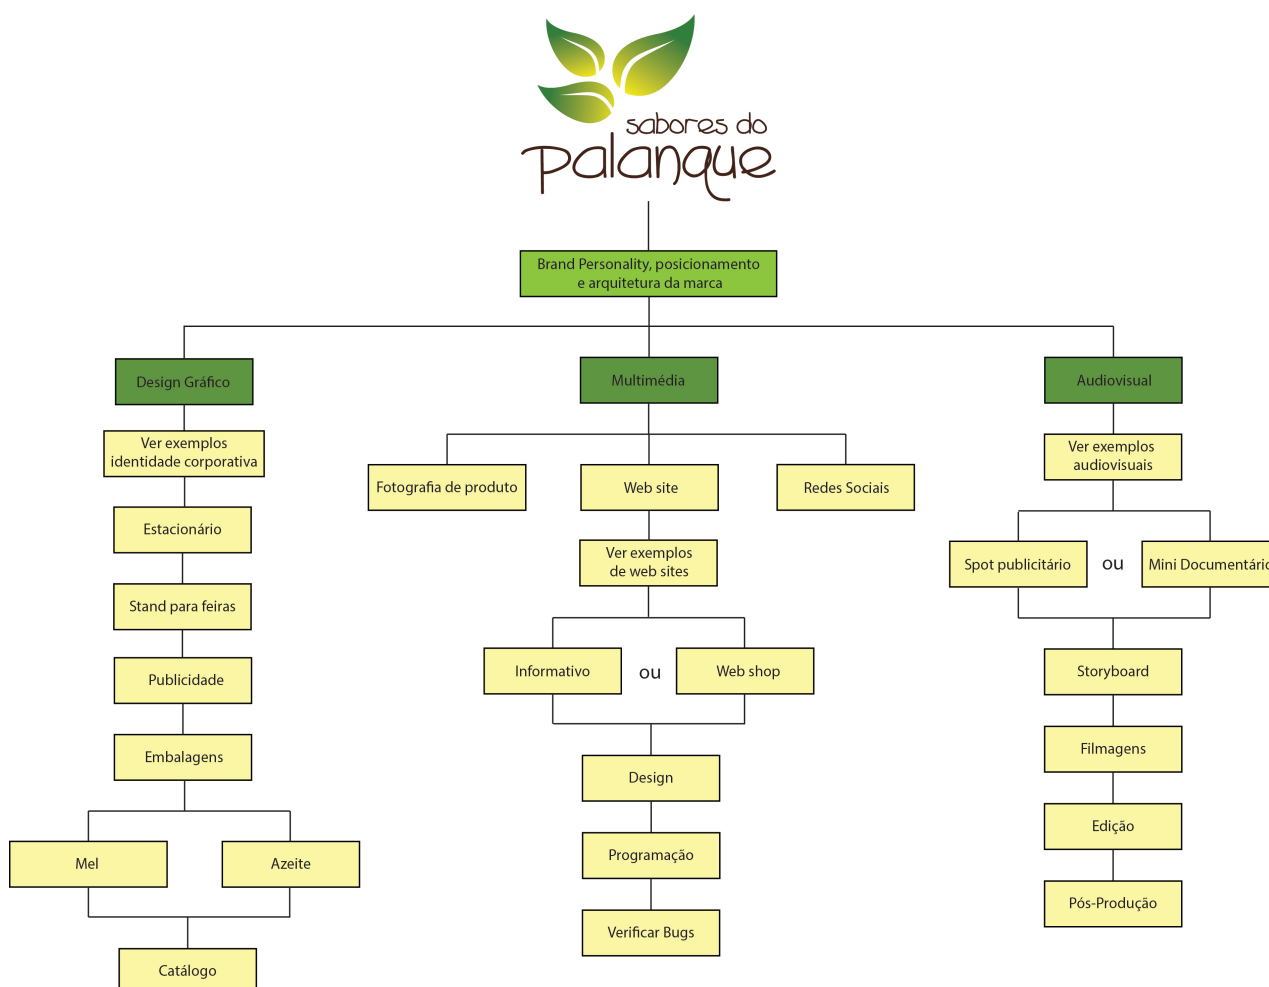 sabores do
palanque
Brand Personality, posicionamento
e arquitetura da marca
Design Gráfico
Ver exemplos
identidade corporativa
Estacionário
Stand para feiras
Publicidade
Embalagens
Mel
Azeite
Catálogo
Multimédia
Fotografia de produto
Web site
Redes Sociais
Ver exemplos
de web sites
Informativo
ou
Web shop
Design
Programação
Verificar Bugs
Audiovisual
Ver exemplos
audiovisuais
Spot publicitário
ou
Mini Documentário
Storyboard
Filmagens
Edição
Pós-Produção